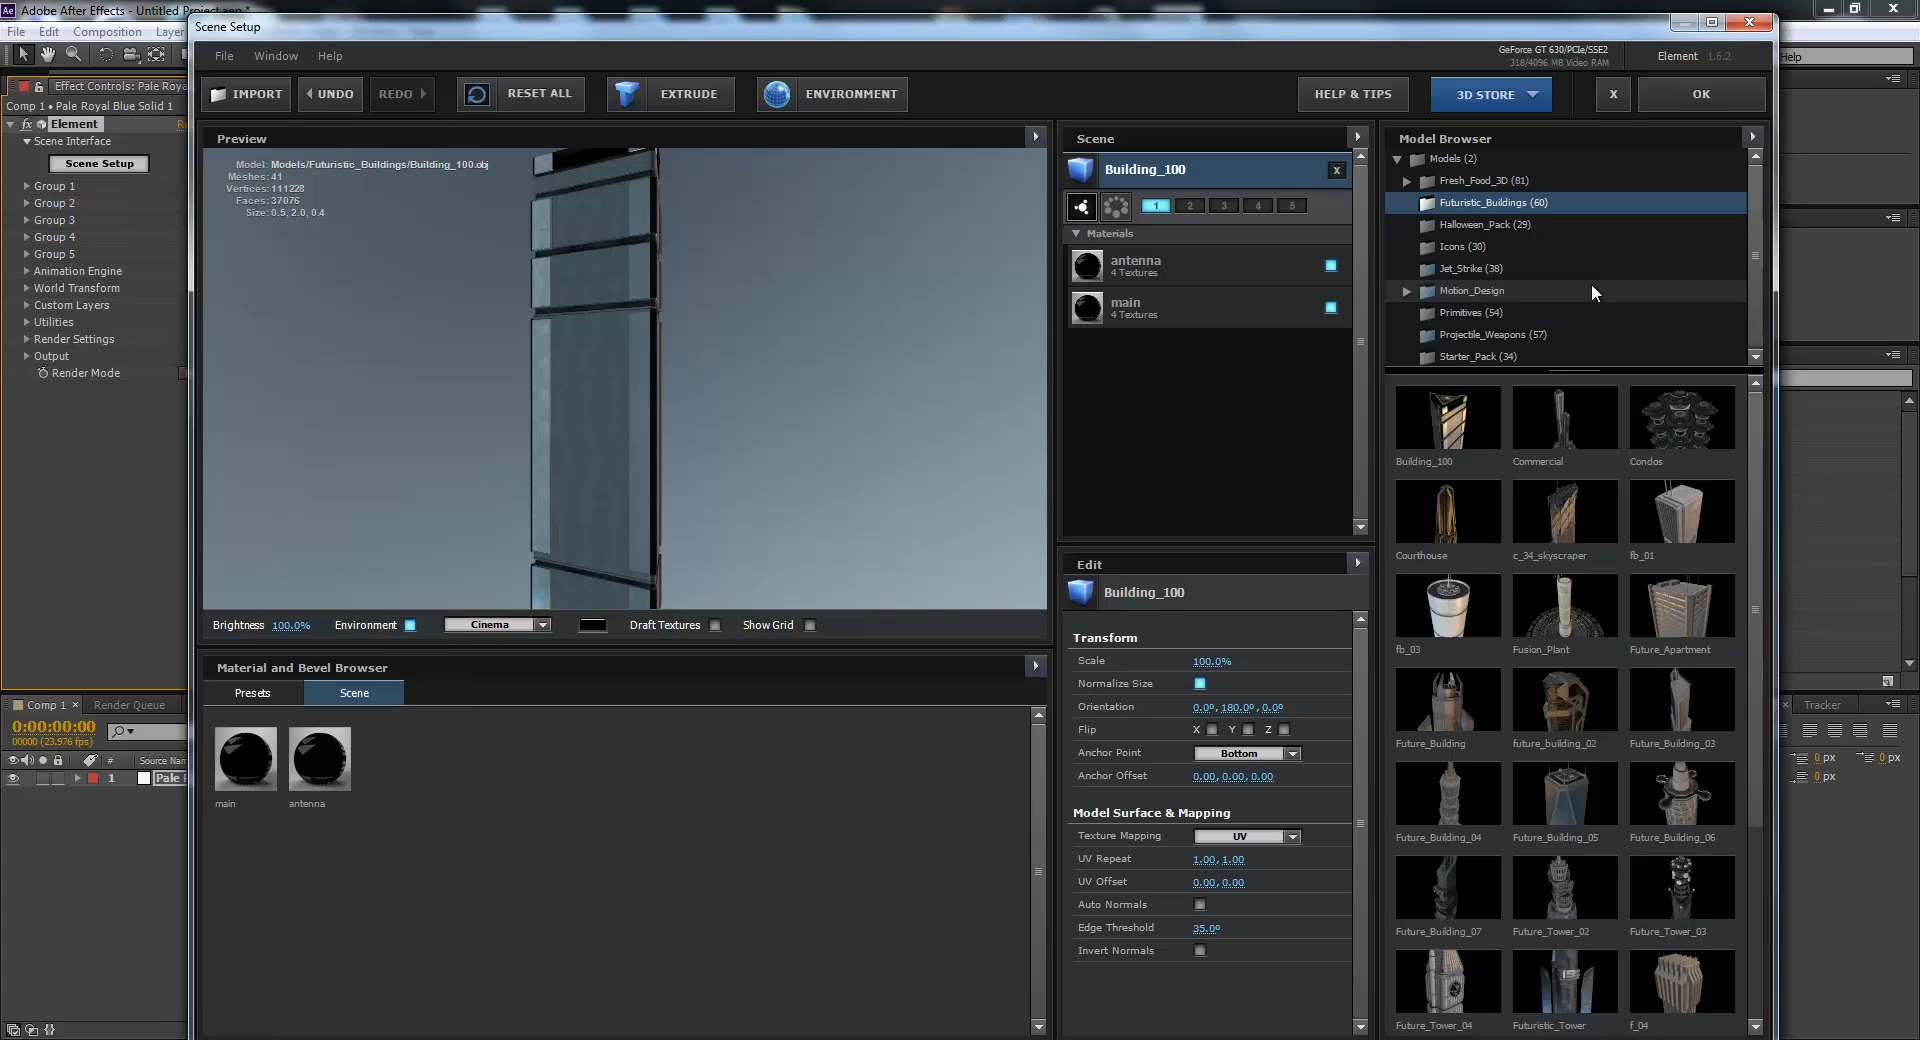 Adobe After Effects - Untitled Project.aep *
File Edit Composition Layer
Help
Effect Controls: Pale Roya
Comp 1 • Pale Royal Blue Solid 1
fx Element
Scene Interface
Scene Setup
Group 1
Group 2
Group 3
Group 4
Group 5
Animation Engine
World Transform
Custom Layers
Utilities
Render Settings
Output
Render Mode
Comp 1 × Render Queue
0:00:00:00
00000 (23.976 fps)
# Source Nam
1 Pale
Scene Setup
File Window Help
GeForce GT 630/PCIe/SSE2
318/4096 MB Video RAM
Element 1.6.2
IMPORT UNDO REDO RESET ALL EXTRUDE ENVIRONMENT HELP & TIPS 3D STORE X OK
Preview
Model: Models/Futuristic_Buildings/Building_100.obj
Meshes: 41
Vertices: 111228
Faces: 37076
Size: 0.5, 2.0, 0.4
Brightness 100.0% Environment Cinema Draft Textures Show Grid
Material and Bevel Browser
Presets Scene
main antenna
Scene
Building_100 x
1 2 3 4 5
Materials
antenna
4 Textures
main
4 Textures
Edit
Building_100
Transform
Scale 100.0%
Normalize Size
Orientation 0.0º, 180.0º, 0.0º
Flip X Y Z
Anchor Point Bottom
Anchor Offset 0.00, 0.00, 0.00
Model Surface & Mapping
Texture Mapping UV
UV Repeat 1.00, 1.00
UV Offset 0.00, 0.00
Auto Normals
Edge Threshold 35.0º
Invert Normals
Model Browser
Models (2)
Fresh_Food_3D (81)
Futuristic_Buildings (60)
Halloween_Pack (29)
Icons (30)
Jet_Strike (38)
Motion_Design
Primitives (54)
Projectile_Weapons (57)
Starter_Pack (34)
Building_100 Commercial Condos
Courthouse c_34_skyscraper fb_01
fb_03 Fusion_Plant Future_Apartment
Future_Building future_building_02 Future_Building_03
Future_Building_04 Future_Building_05 Future_Building_06
Future_Building_07 Future_Tower_02 Future_Tower_03
Future_Tower_04 Futuristic_Tower f_04
× Tracker
0 px 0 px
0 px